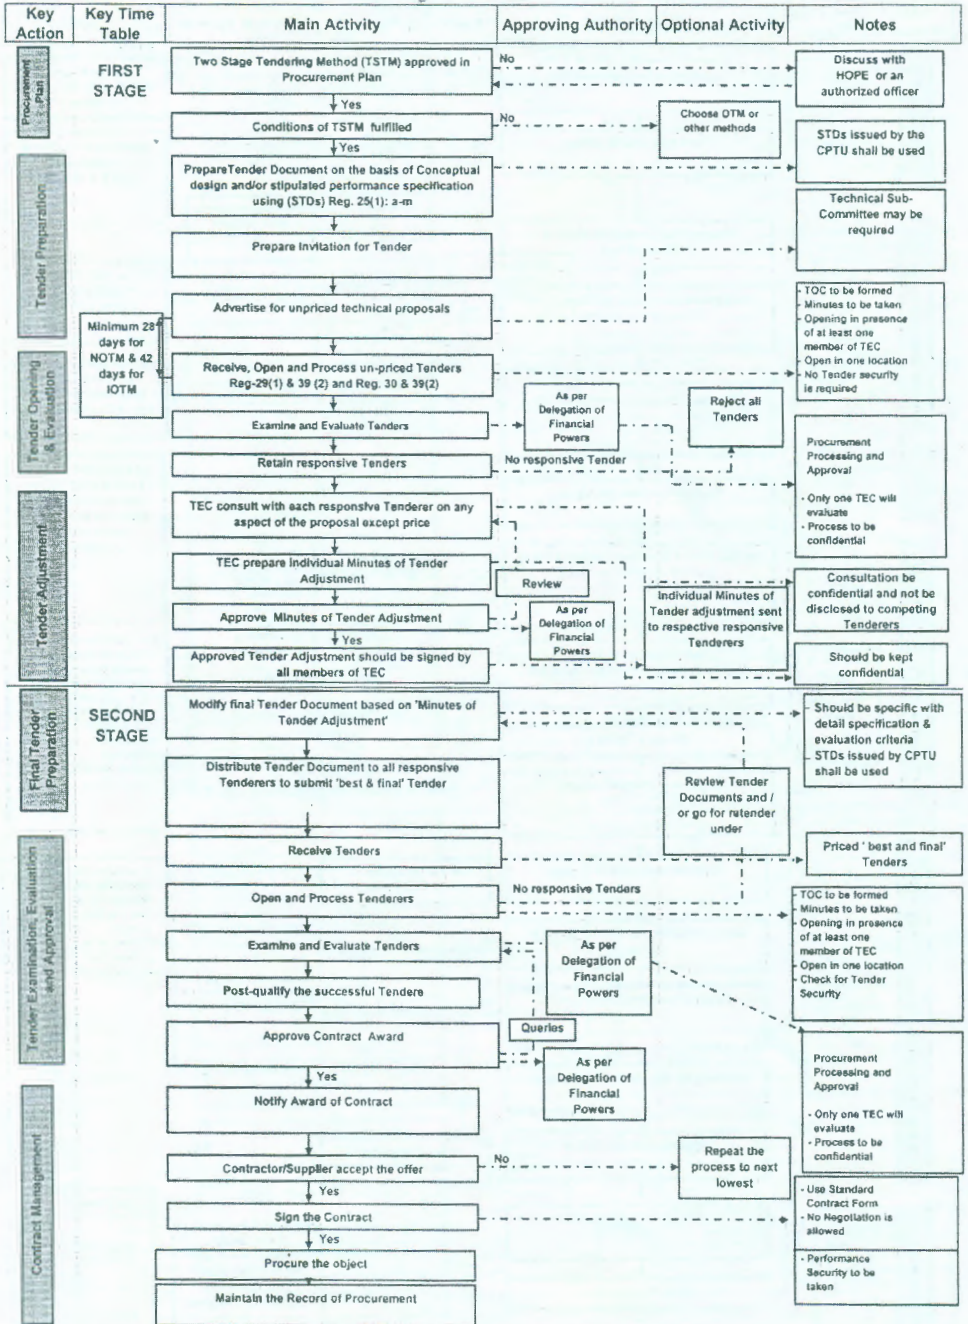 Key Action
Key Time Table
Main Activity
Approving Authority
Optional Activity
Notes
Procurement Plan
FIRST STAGE
Two Stage Tendering Method (TSTM) approved in
Procurement Plan
No
Discuss with
HOPE or an
authorized officer
Yes
Conditions of TSTM fulfilled
No
Choose OTM or
other methods
STDs issued by the
CPTU shall be used
Yes
Tender Preparation
PrepareTender Document on the basis of Conceptual
design and/or stipulated performance specification
using (STDs) Reg. 25(1): a-m
Technical Sub-
Committee may be
required
Prepare Invitation for Tender
Advertise for unpriced technical proposals
Minimum 28
days for
NOTM & 42
days for
IOTM
- TOC to be formed
- Minutes to be taken
- Opening in presence
of at least one
member of TEC
- Open in one location
- No Tender security
is required
Tender Opening
& Evaluation
Receive, Open and Process un-priced Tenders
Reg-29(1) & 39 (2) and Reg. 30 & 39(2)
Examine and Evaluate Tenders
As per
Delegation of
Financial
Powers
Reject all
Tenders
Retain responsive Tenders
No responsive Tender
Procurement
Processing and
Approval
- Only one TEC will
evaluate
- Process to be
confidential
Tender Adjustment
TEC consult with each responsive Tenderer on any
aspect of the proposal except price
TEC prepare Individual Minutes of Tender
Adjustment
Review
Approve Minutes of Tender Adjustment
As per
Delegation of
Financial
Powers
Individual Minutes of
Tender adjustment sent
to respective responsive
Tenderers
Consultation be
confidential and not be
disclosed to competing
Tenderers
Yes
Approved Tender Adjustment should be signed by
all members of TEC
Should be kept
confidential
Final Tender
Preparation
SECOND STAGE
Modify final Tender Document based on 'Minutes
of Tender Adjustment'
- Should be specific with
detail specification &
evaluation criteria
- STDs issued by CPTU
shall be used
Distribute Tender Document to all responsive
Tenderers to submit 'best & final' Tender
Review Tender
Documents and /
or go for retender
under
Tender Examination, Evaluation
and Approval
Receive Tenders
Priced ' best and final'
Tenders
Open and Process Tenderers
No responsive Tenders
- TOC to be formed
- Minutes to be taken
- Opening in presence
of at least one
member of TEC
- Open in one location
- Check for Tender
Security
Examine and Evaluate Tenders
As per
Delegation of
Financial
Powers
Post-qualify the successful Tendere
Queries
Approve Contract Award
As per
Delegation of
Financial
Powers
Procurement
Processing and
Approval
- Only one TEC will
evaluate
- Process to be
confidential
Yes
Contract Management
Notify Award of Contract
Contractor/Supplier accept the offer
No
Repeat the
process to next
lowest
Yes
Sign the Contract
- Use Standard
Contract Form
- No Negotiation is
allowed
Yes
Procure the object
- Performance
Security to be
taken
Maintain the Record of Procurement